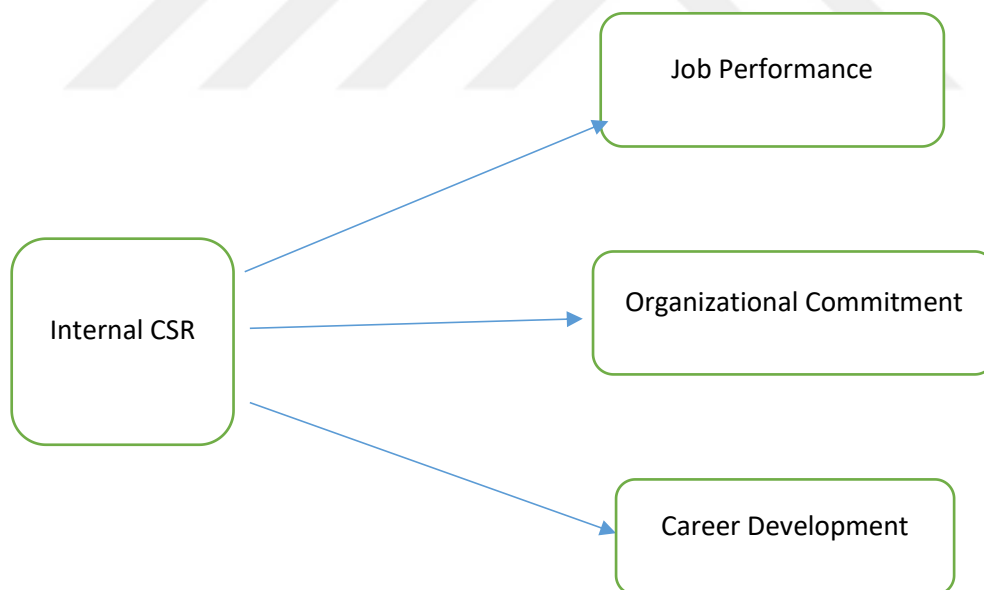 Job Performance
Internal CSR
Organizational Commitment
Career Development